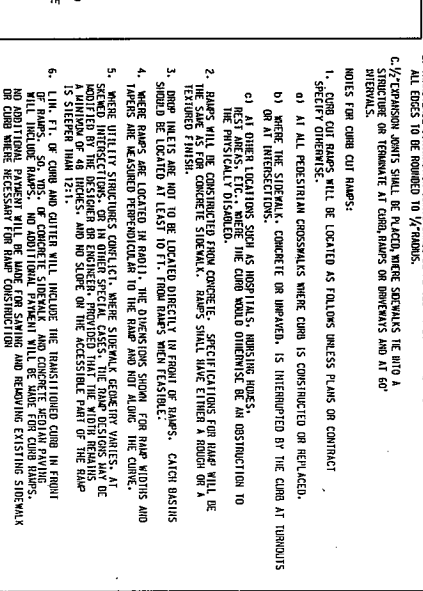 ALL EDGES TO BE ROUNDED TO 1/4"RADIUS.
C. 1/2"EXPANSION JOINTS SHALL BE PLACED, WHERE SIDEWALKS TIE INTO A
STRUCTURE OR TERMINATE AT CURB, RAMPS OR DRIVEWAYS AND AT 60'
INTERVALS.
NOTES FOR CURB CUT RAMPS:
1. CURB CUT RAMPS WILL BE LOCATED AS FOLLOWS UNLESS PLANS OR CONTRACT
SPECIFY OTHERWISE.
a) AT ALL PEDESTRIAN CROSSWALKS WHERE CURB IS CONSTRUCTED OR REPLACED.
b) WHERE THE SIDEWALK, CONCRETE OR UNPAVED, IS INTERRUPTED BY THE CURB AT TURNOUTS
OR AT INTERSECTIONS.
c) AT OTHER LOCATIONS SUCH AS HOSPITALS, NURSING HOMES,
REST AREAS, ETC., WHERE THE CURB WOULD OTHERWISE BE AN OBSTRUCTION TO
THE PHYSICALLY DISABLED.
2. RAMPS WILL BE CONSTRUCTED FROM CONCRETE. SPECIFICATIONS FOR RAMP WILL BE
THE SAME AS FOR CONCRETE SIDEWALK. RAMPS SHALL HAVE EITHER A ROUGH OR A
TEXTURED FINISH.
3. DROP INLETS ARE NOT TO BE LOCATED DIRECTLY IN FRONT OF RAMPS. CATCH BASINS
SHOULD BE LOCATED AT LEAST 10 FT. FROM RAMPS WHEN FEASIBLE.
4. WHERE RAMPS ARE LOCATED IN RADII, THE DIMENSIONS SHOWN FOR RAMP WIDTHS AND
TAPERS ARE MEASURED PERPENDICULAR TO THE RAMP AND NOT ALONG THE CURVE.
5. WHERE UTILITY STRUCTURES CONFLICT, WHERE SIDEWALK GEOMETRY VARIES, AT
SKEWED INTERSECTIONS, OR IN OTHER SPECIAL CASES, THE RAMP DESIGNS MAY BE
MODIFIED BY THE DESIGNER OR ENGINEER, PROVIDED THAT THE WIDTH REMAINS
A MINIMUM OF 48 INCHES, AND NO SLOPE ON THE ACCESSIBLE PART OF THE RAMP
IS STEEPER THAN 12:1.
6. LIN. FT. OF CURB AND GUTTER WILL INCLUDE THE TRANSITIONED CURB IN FRONT
OF RAMPS. SQ. YDS. OF CONCRETE SIDEWALK AND CONCRETE MEDIAN PAVING
WILL INCLUDE RAMPS. NO ADDITIONAL PAYMENT WILL BE MADE FOR CURB RAMPS.
NO ADDITIONAL PAYMENT WILL BE MADE FOR SAWING AND REMOVING EXISTING SIDEWALK
OR CURB WHERE NECESSARY FOR RAMP CONSTRUCTION